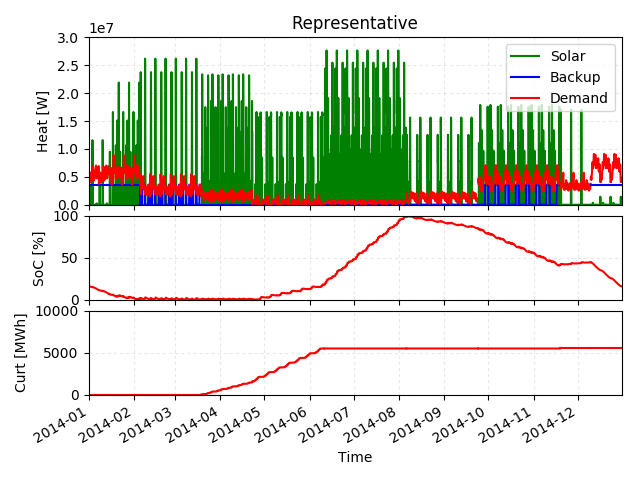 Representative
1e7
3.0
2.5
2.0
1.5
1.0
0.5
0.0
Heat [W]
Solar
Backup
Demand
100
50
0
SoC [%]
10000
5000
0
Curt [MWh]
2014-01
2014-02
2014-03
2014-04
2014-05
2014-06
2014-07
2014-08
2014-09
2014-10
2014-11
2014-12
Time